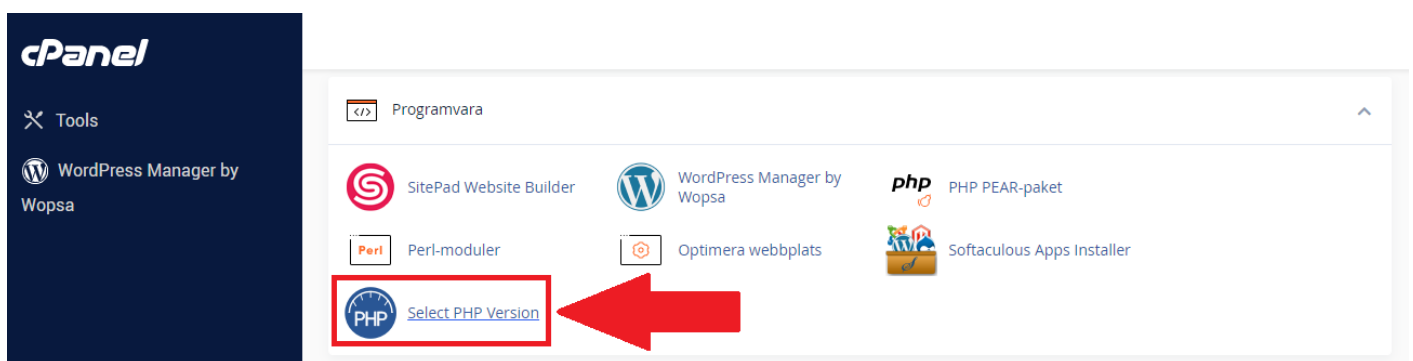 cPanel
Tools
WordPress Manager by
Wopsa
</> Programvara
SitePad Website Builder
WordPress Manager by
Wopsa
php PHP PEAR-paket
Perl Perl-moduler
Optimera webbplats
Softaculous Apps Installer
PHP Select PHP Version